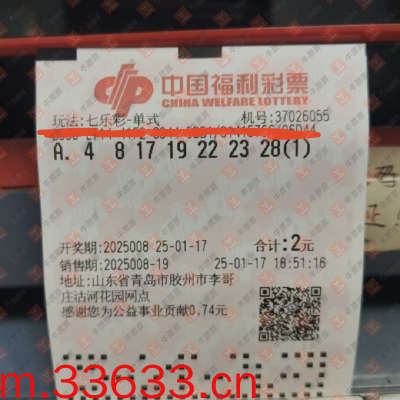 中国福利彩票
CHINA WELFARE LOTTERY
玩法:七乐彩-单式 机号:37026055
A. 4 8 17 19 22 23 28(1)
开奖期:2025008 25-01-17 合计:2元
销售期:2025008-19 25-01-17 18:51:16
地址:山东省青岛市胶州市李哥
庄沽河花园网点
感谢您为公益事业贡献0.74元
m.33633.cn